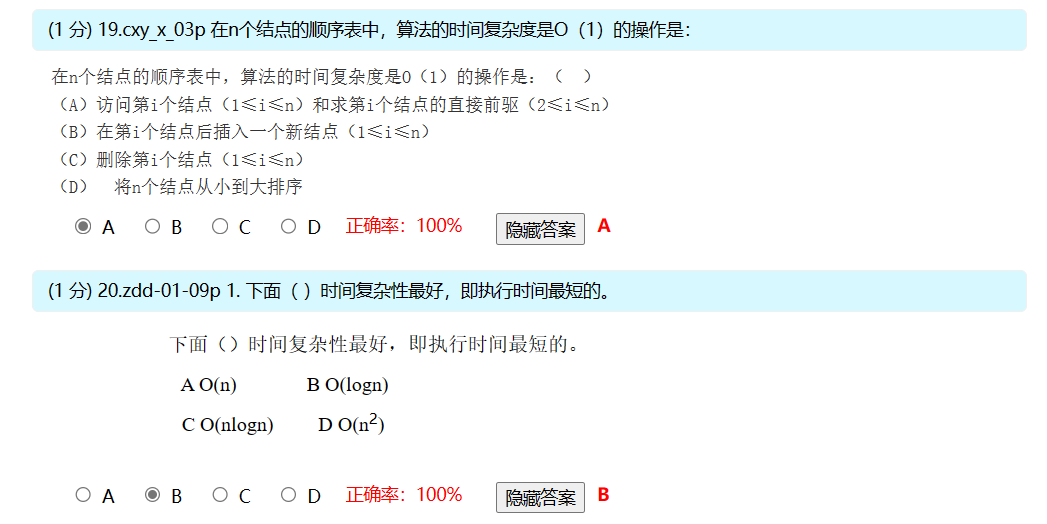 (1 分) 19.cxy_x_03p 在n个结点的顺序表中，算法的时间复杂度是O（1）的操作是：
在n个结点的顺序表中，算法的时间复杂度是O（1）的操作是：（　）
（A）访问第i个结点（1≤i≤n）和求第i个结点的直接前驱（2≤i≤n）
（B）在第i个结点后插入一个新结点（1≤i≤n）
（C）删除第i个结点（1≤i≤n）
（D）　将n个结点从小到大排序
A B C D 正确率：100% 隐藏答案 A
(1 分) 20.zdd-01-09p 1. 下面（ ）时间复杂性最好，即执行时间最短的。
下面（）时间复杂性最好，即执行时间最短的。
A O(n) B O(logn)
C O(nlogn) D O(n²)
A B C D 正确率：100% 隐藏答案 B